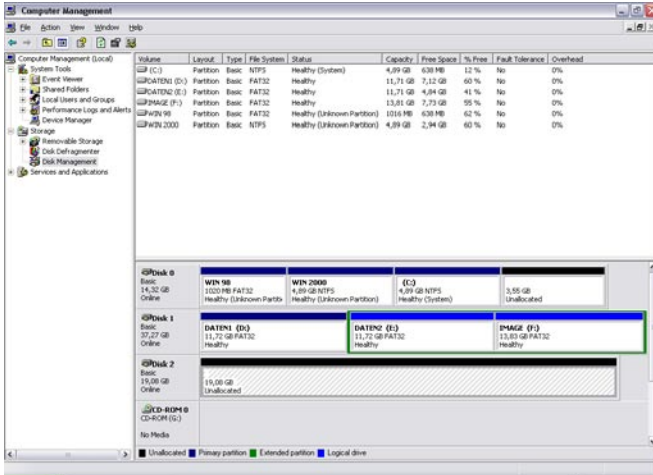 Computer Management
File Action View Window Help
Computer Management (Local)
System Tools
Event Viewer
Shared Folders
Local Users and Groups
Performance Logs and Alerts
Device Manager
Storage
Removable Storage
Disk Defragmenter
Disk Management
Services and Applications
Volume Layout Type File System Status Capacity Free Space % Free Fault Tolerance Overhead
(C:) Partition Basic NTFS Healthy (System) 4,89 GB 638 MB 12 % No 0%
DATEN1 (D:) Partition Basic FAT32 Healthy 11,71 GB 7,12 GB 60 % No 0%
DATEN2 (E:) Partition Basic FAT32 Healthy 11,71 GB 4,84 GB 41 % No 0%
IMAGE (F:) Partition Basic FAT32 Healthy 13,81 GB 7,73 GB 55 % No 0%
WIN 98 Partition Basic FAT32 Healthy (Unknown Partition) 1016 MB 638 MB 62 % No 0%
WIN 2000 Partition Basic NTFS Healthy (Unknown Partition) 4,89 GB 2,94 GB 60 % No 0%
Disk 0
Basic
14,32 GB
Online
WIN 98
1020 MB FAT32
Healthy (Unknown Partiti
WIN 2000
4,89 GB NTFS
Healthy (Unknown Partition)
(C:)
4,89 GB NTFS
Healthy (System)
3,55 GB
Unallocated
Disk 1
Basic
37,27 GB
Online
DATEN1 (D:)
11,72 GB FAT32
Healthy
DATEN2 (E:)
11,72 GB FAT32
Healthy
IMAGE (F:)
13,83 GB FAT32
Healthy
Disk 2
Basic
19,08 GB
Online
19,08 GB
Unallocated
CD-ROM 0
CD-ROM (G:)
No Media
Unallocated Primary partition Extended partition Logical drive